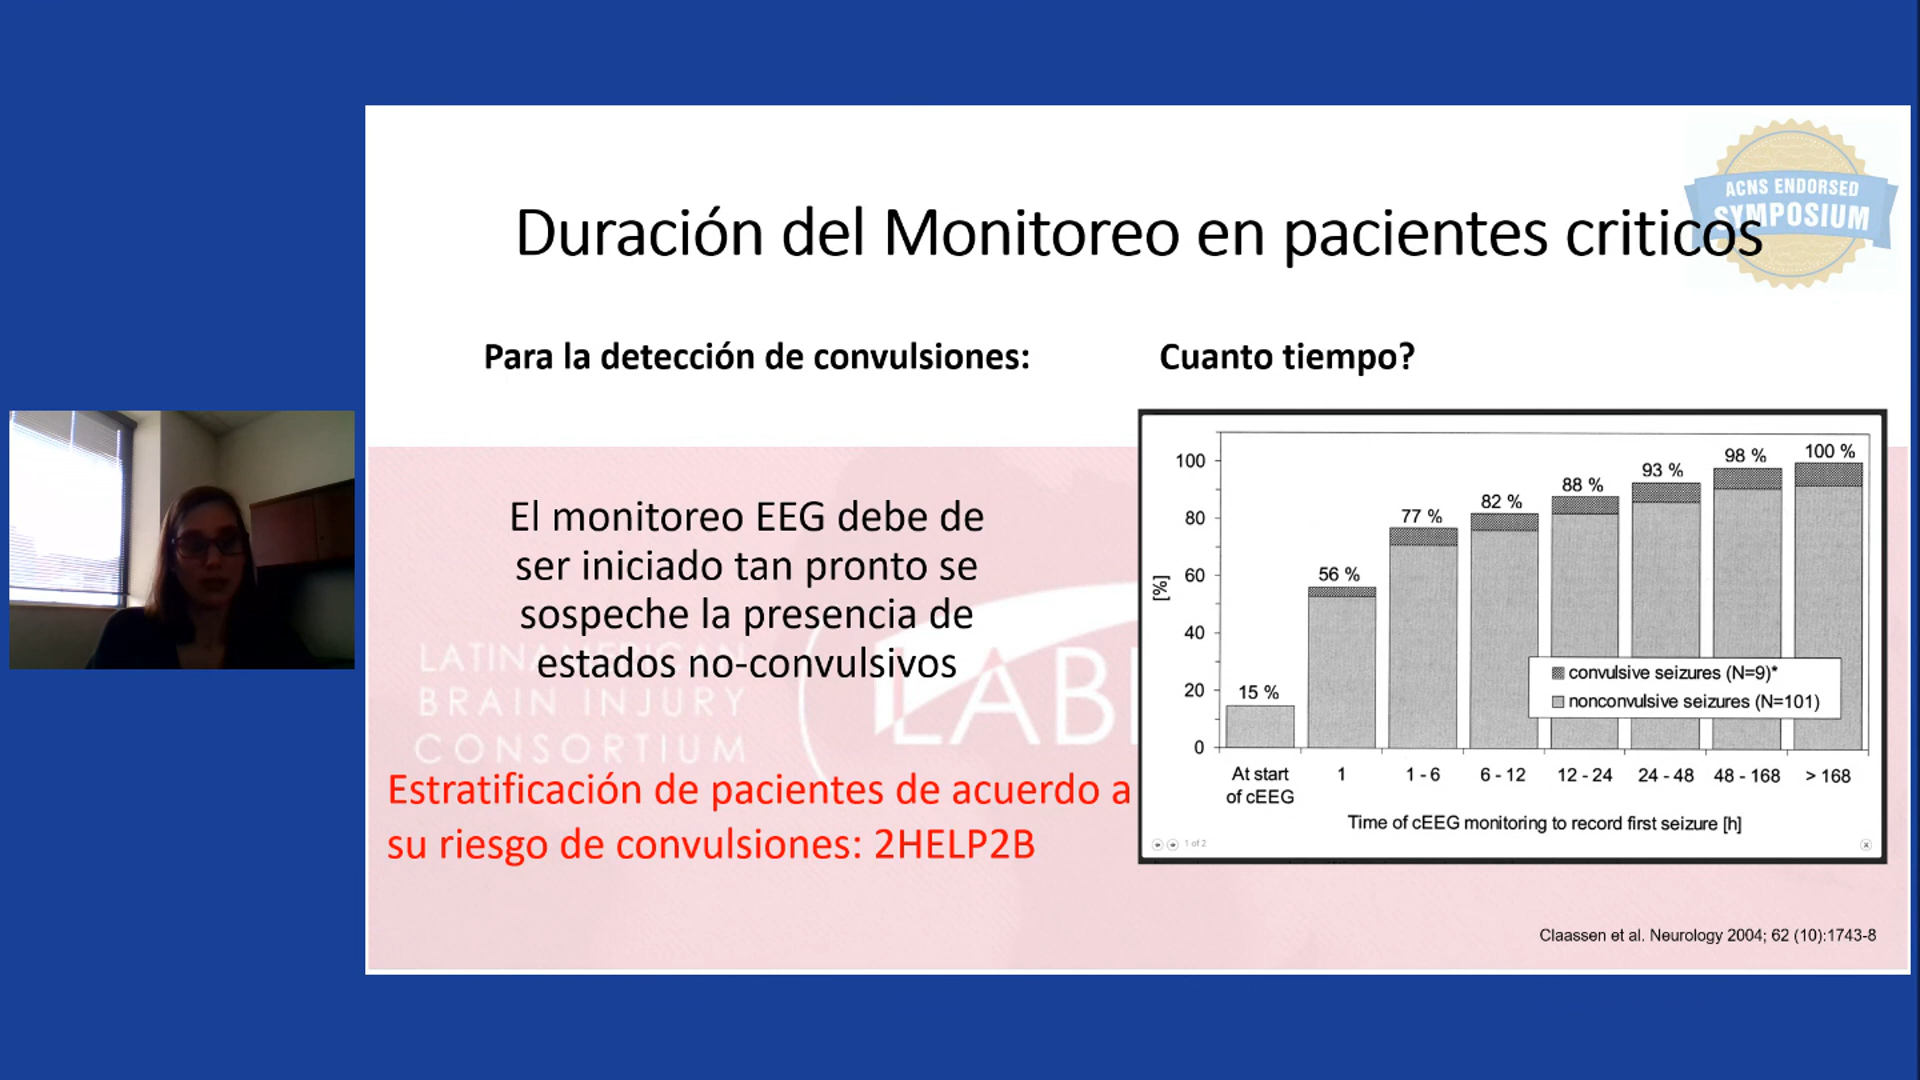 ACNS ENDORSED
SYMPOSIUM
Duración del Monitoreo en pacientes criticos
Para la detección de convulsiones:
Cuanto tiempo?
El monitoreo EEG debe de
ser iniciado tan pronto se
sospeche la presencia de
estados no-convulsivos
LATINAMERICAN
BRAIN INJURY
CONSORTIUM
LABI
Estratificación de pacientes de acuerdo a
su riesgo de convulsiones: 2HELP2B
[%]
100
80
60
40
20
0
15 %
56 %
77 %
82 %
88 %
93 %
98 %
100 %
convulsive seizures (N=9)*
nonconvulsive seizures (N=101)
At start
of cEEG
1
1 - 6
6 - 12
12 - 24
24 - 48
48 - 168
> 168
Time of cEEG monitoring to record first seizure [h]
1 of 2
Claassen et al. Neurology 2004; 62 (10):1743-8